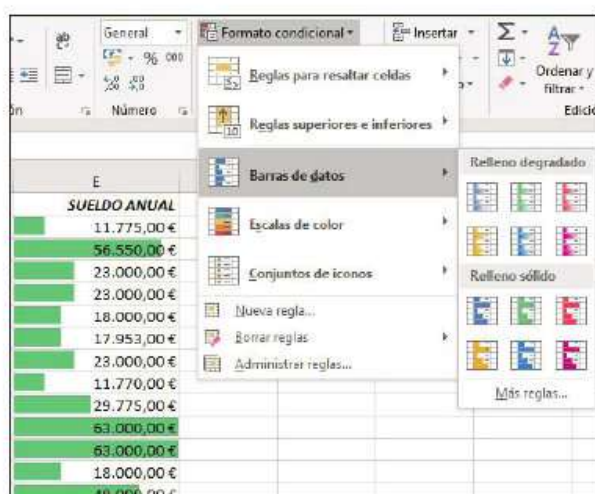 General
Formato condicional
Insertar
% 000
Ordenar y
filtrar
Número
Edició
Reglas para resaltar celdas
Reglas superiores e inferiores
Barras de datos
Escalas de color
Conjuntos de iconos
Nueva regla...
Borrar reglas
Administrar reglas...
Relleno degradado
Relleno sólido
Más reglas...
E
SUELDO ANUAL
11.775,00 €
56.550,00 €
23.000,00 €
23.000,00 €
18.000,00 €
17.953,00 €
23.000,00 €
11.770,00 €
29.775,00 €
63.000,00 €
63.000,00 €
18.000,00 €